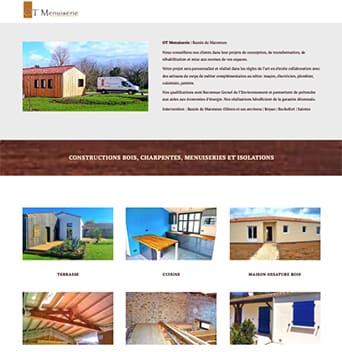 OT Menuiserie
OT Menuiserie | Bassin de Marennes
Nous conseillons nos clients dans leur projets de conception, de transformation, de
réhabilitation et mise aux normes de vos espaces.
Votre projet sera personnalisé et réalisé dans les règles de l'art en étroite collaboration avec
des artisans de corps de métier complémentaires au nôtre: maçon, électricien, plombier,
cuisiniste, peintre.
Nos qualifications sont Reconnue Grenel de l'Environnement et permettent de prétendre
aux aides aux économies d'énergie. Nos réalisations bénéficient de la garantie décennale.
Intervention : Bassin de Marennes-Oléron et ses environs | Royan | Rochefort | Saintes
CONSTRUCTIONS BOIS, CHARPENTES, MENUISERIES ET ISOLATIONS
TERRASSE
CUISINE
MAISON OSSATURE BOIS